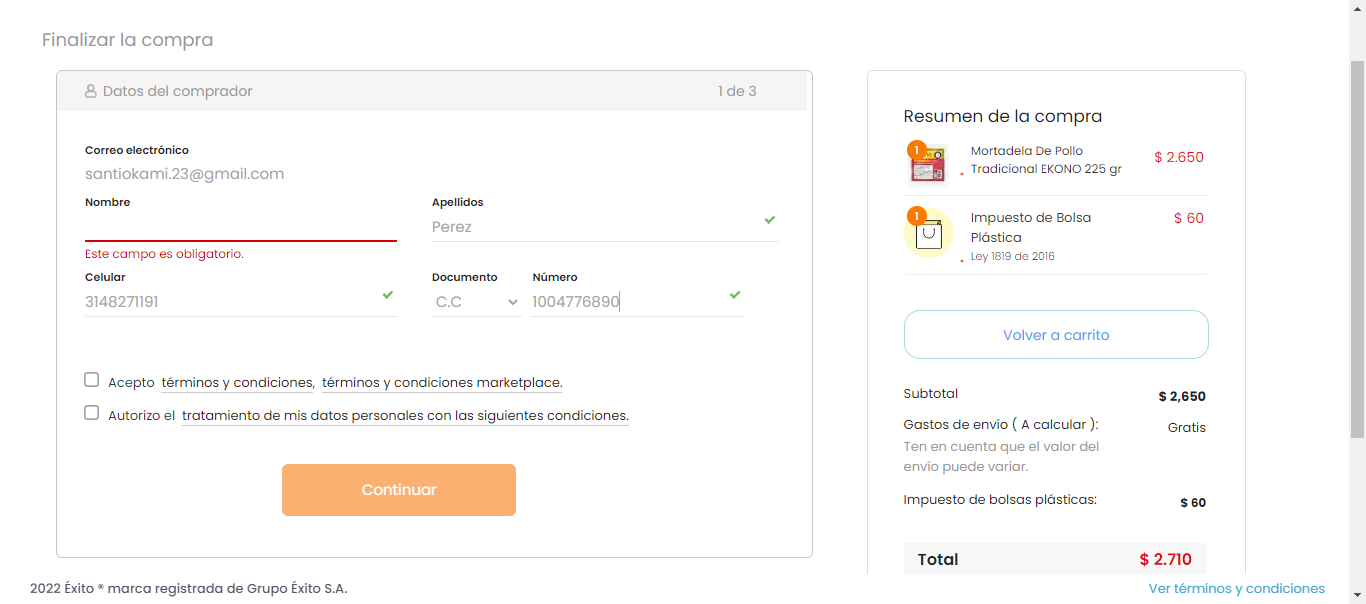 Finalizar la compra
Datos del comprador
1 de 3
Correo electrónico
santiokami.23@gmail.com
Nombre
Este campo es obligatorio.
Apellidos
Perez
Celular
3148271191
Documento
C.C
Número
1004776890
Acepto términos y condiciones, términos y condiciones marketplace.
Autorizo el tratamiento de mis datos personales con las siguientes condiciones.
Continuar
Resumen de la compra
1
Mortadela De Pollo
Tradicional EKONO 225 gr
$ 2.650
1
Impuesto de Bolsa
Plástica
Ley 1819 de 2016
$ 60
Volver a carrito
Subtotal
$ 2,650
Gastos de envío ( A calcular ):
Gratis
Ten en cuenta que el valor del
envío puede variar.
Impuesto de bolsas plásticas:
$ 60
Total
$ 2.710
2022 Éxito ® marca registrada de Grupo Éxito S.A.
Ver términos y condiciones